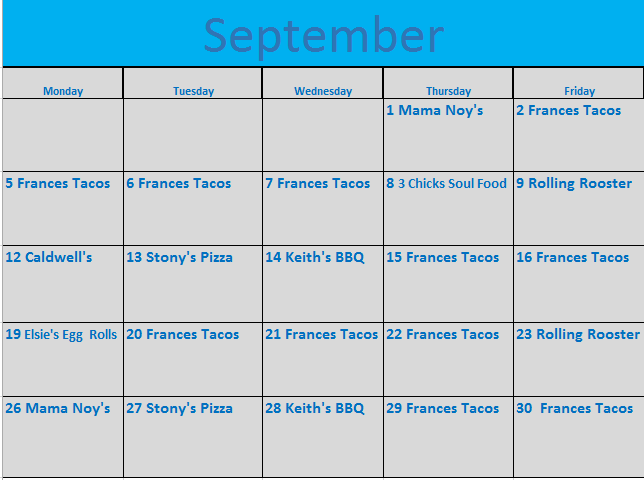 September
Monday Tuesday Wednesday Thursday Friday
1 Mama Noy's 2 Frances Tacos
5 Frances Tacos 6 Frances Tacos 7 Frances Tacos 8 3 Chicks Soul Food 9 Rolling Rooster
12 Caldwell's 13 Stony's Pizza 14 Keith's BBQ 15 Frances Tacos 16 Frances Tacos
19 Elsie's Egg Rolls 20 Frances Tacos 21 Frances Tacos 22 Frances Tacos 23 Rolling Rooster
26 Mama Noy's 27 Stony's Pizza 28 Keith's BBQ 29 Frances Tacos 30 Frances Tacos